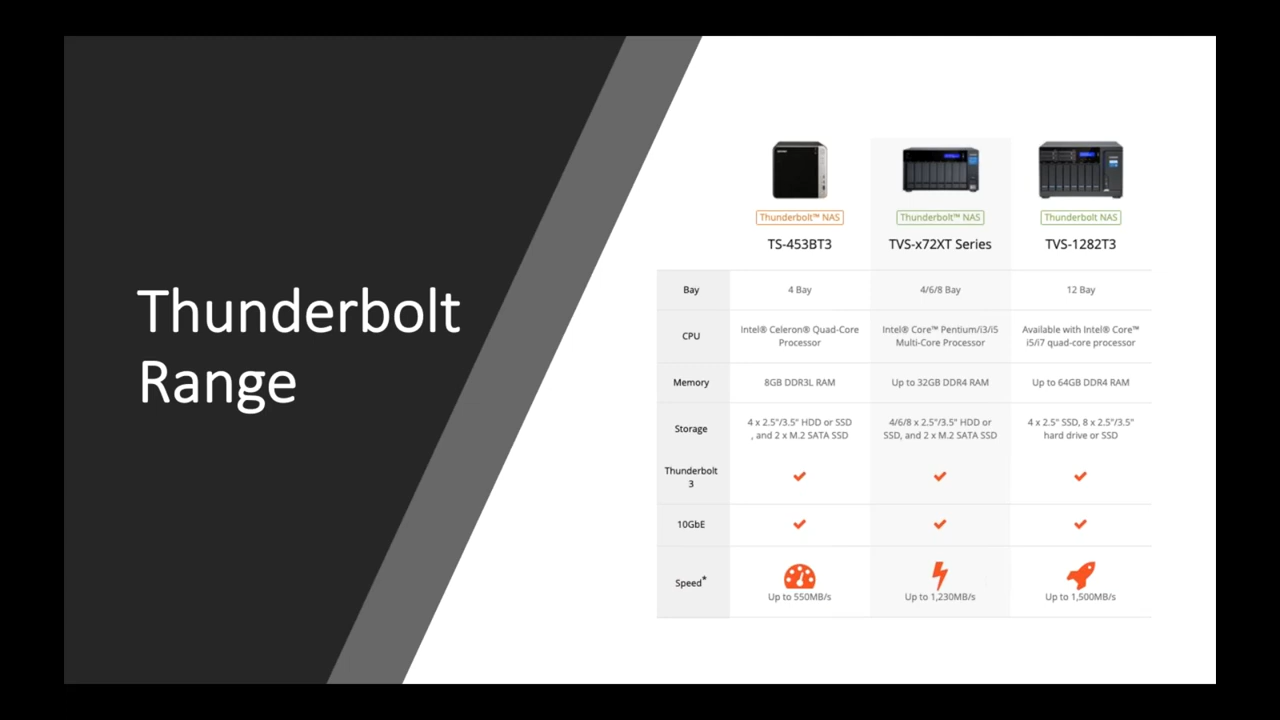 Thunderbolt
Range
Thunderbolt™ NAS
Thunderbolt™ NAS
Thunderbolt NAS
TS-453BT3
TVS-x72XT Series
TVS-1282T3
Bay
4 Bay
4/6/8 Bay
12 Bay
CPU
Intel® Celeron® Quad-Core
Processor
Intel® Core™ Pentium/i3/i5
Multi-Core Processor
Available with Intel® Core™
i5/i7 quad-core processor
Memory
8GB DDR3L RAM
Up to 32GB DDR4 RAM
Up to 64GB DDR4 RAM
Storage
4 x 2.5"/3.5" HDD or SSD
, and 2 x M.2 SATA SSD
4/6/8 x 2.5"/3.5" HDD or
SSD, and 2 x M.2 SATA SSD
4 x 2.5" SSD, 8 x 2.5"/3.5"
hard drive or SSD
Thunderbolt
3
10GbE
Speed*
Up to 550MB/s
Up to 1,230MB/s
Up to 1,500MB/s